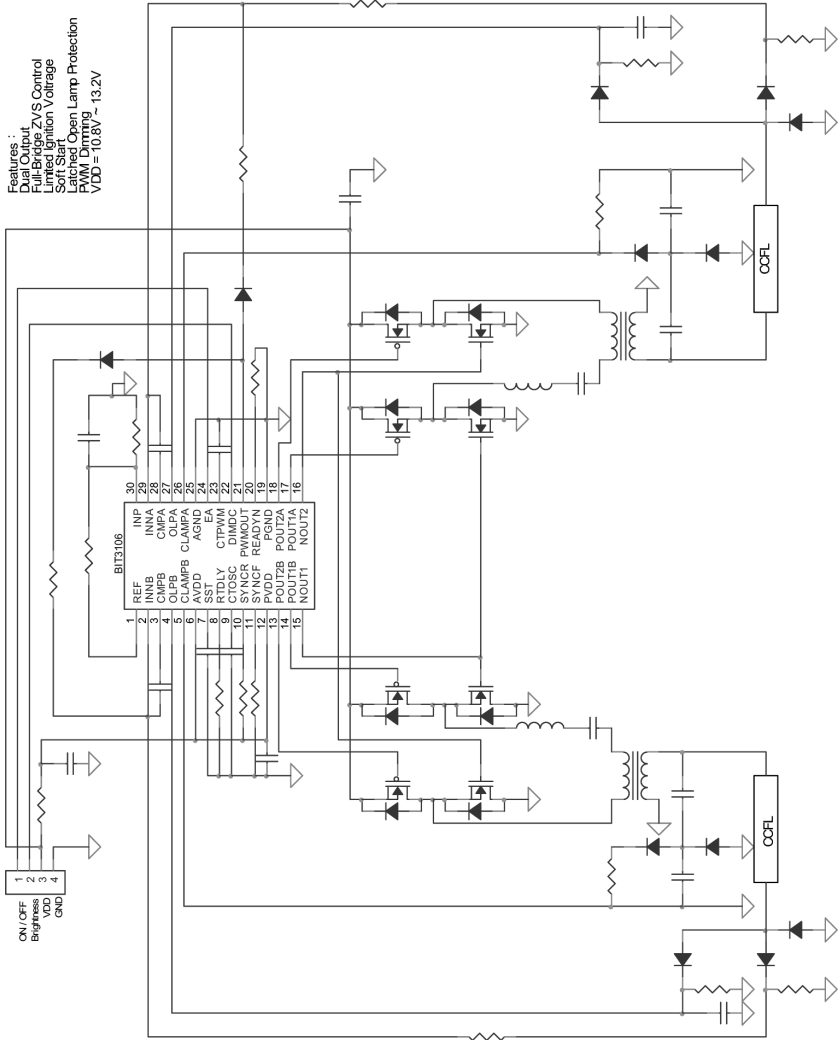 Features :
Dual Output
Full-Bridge ZVS Control
Limited Ignition Voltrage
Soft Start
Latched Open Lamp Protection
PWM Dimming
VDD = 10.8V ~ 13.2V
BIT3106
1 REF
2 INNB
3 CMPB
4 OLPB
5 CLAMPB
6 AVDD
7 SST
8 RTDLY
9 CTOSC
10 SYNCR
11 SYNCF
12 PVDD
13 POUT2B
14 POUT1B
15 NOUT1
30 INP
29 INNA
28 CMPA
27 OLPA
26 CLAMPA
25 AGND
24 EA
23 CTPWM
22 DIMDC
21 PWMOUT
20 READYN
19 PGND
18 POUT2A
17 POUT1A
16 NOUT2
1 ON / OFF
2 Brightness
3 VDD
4 GND
CCFL
CCFL